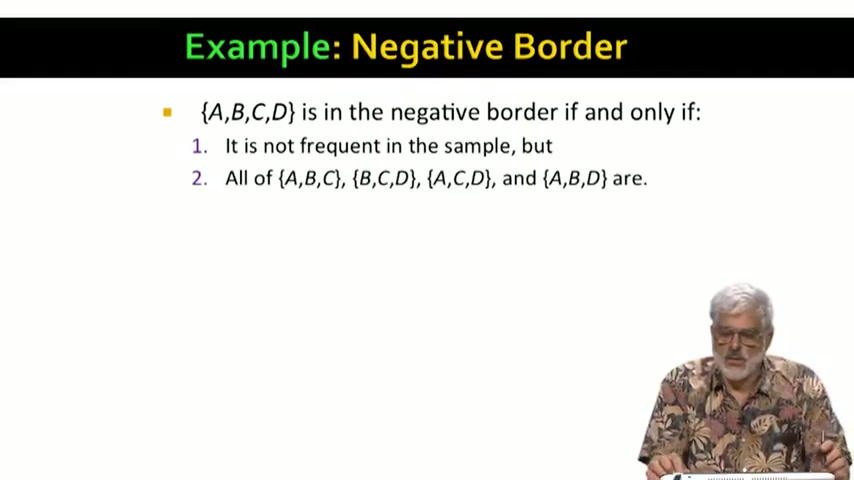 Example: Negative Border
▪ {A,B,C,D} is in the negative border if and only if:
1. It is not frequent in the sample, but
2. All of {A,B,C}, {B,C,D}, {A,C,D}, and {A,B,D} are.